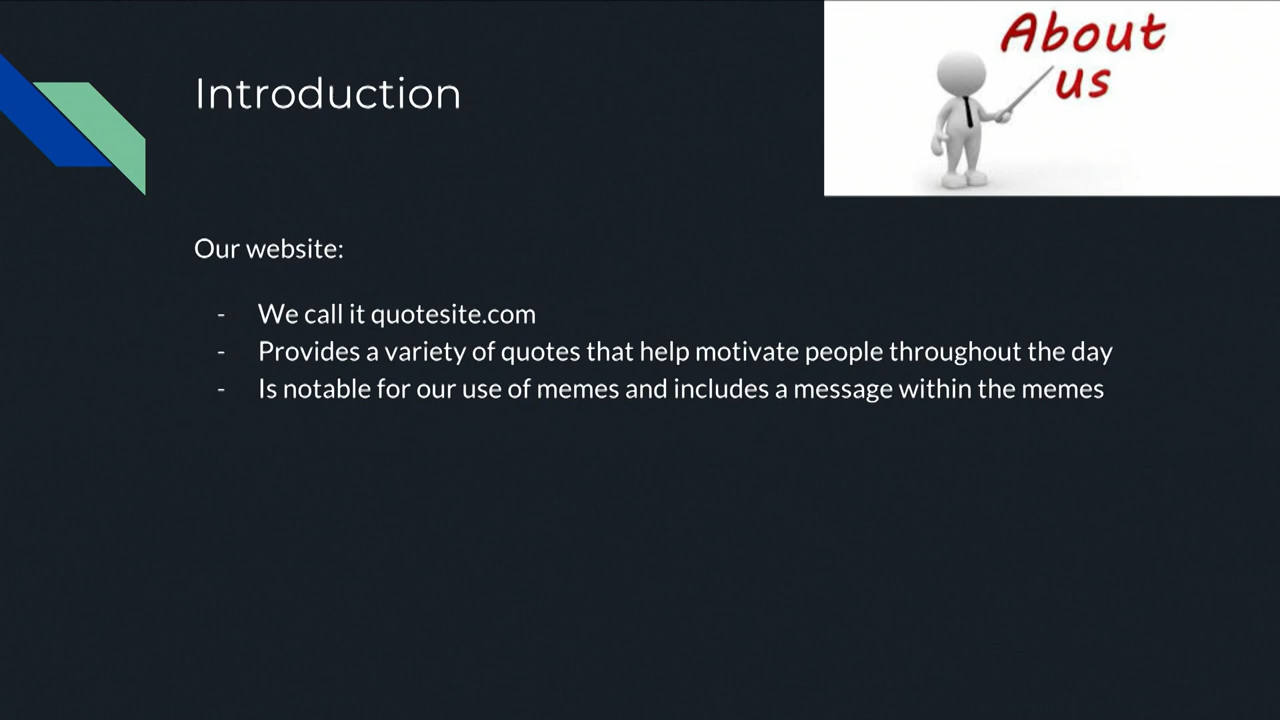 About
us
Introduction
Our website:
- We call it quotesite.com
- Provides a variety of quotes that help motivate people throughout the day
- Is notable for our use of memes and includes a message within the memes